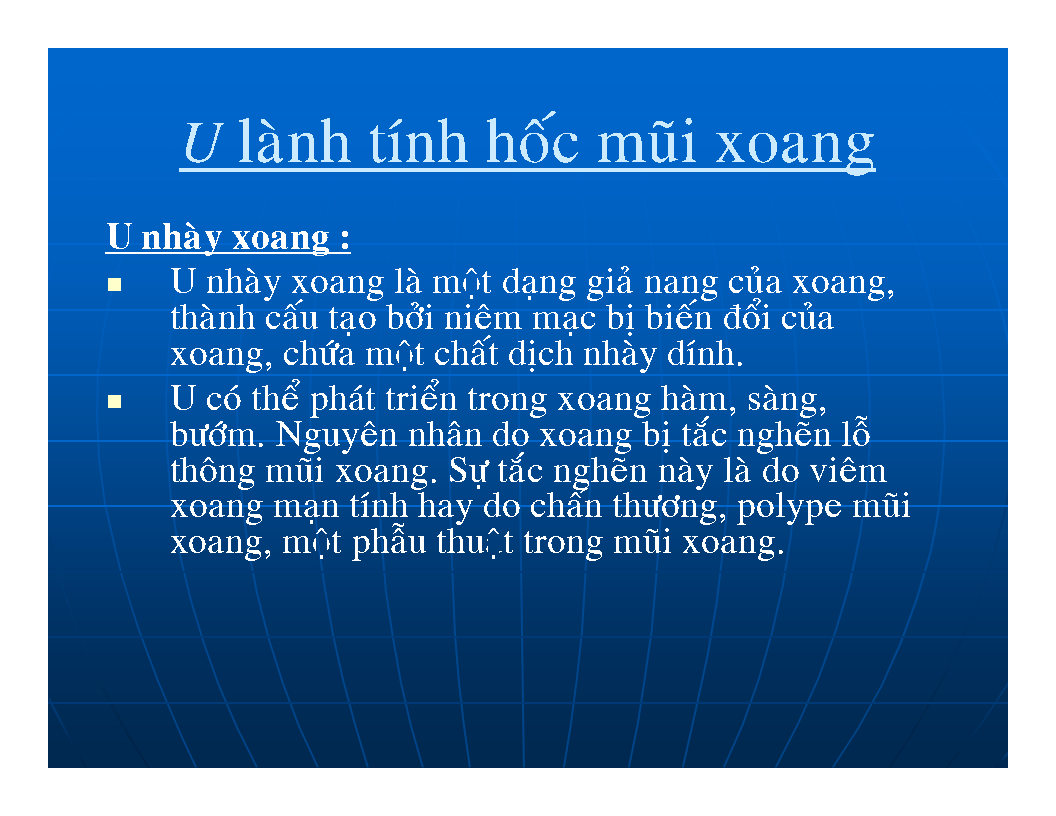 U lành tính hốc mũi xoang
U nhày xoang :
U nhày xoang là một dạng giả nang của xoang,
thành cấu tạo bởi niêm mạc bị biến đổi của
xoang, chứa một chất dịch nhày dính.
U có thể phát triển trong xoang hàm, sàng,
bướm. Nguyên nhân do xoang bị tắc nghẽn lỗ
thông mũi xoang. Sự tắc nghẽn này là do viêm
xoang mạn tính hay do chấn thương, polype mũi
xoang, một phẫu thuật trong mũi xoang.